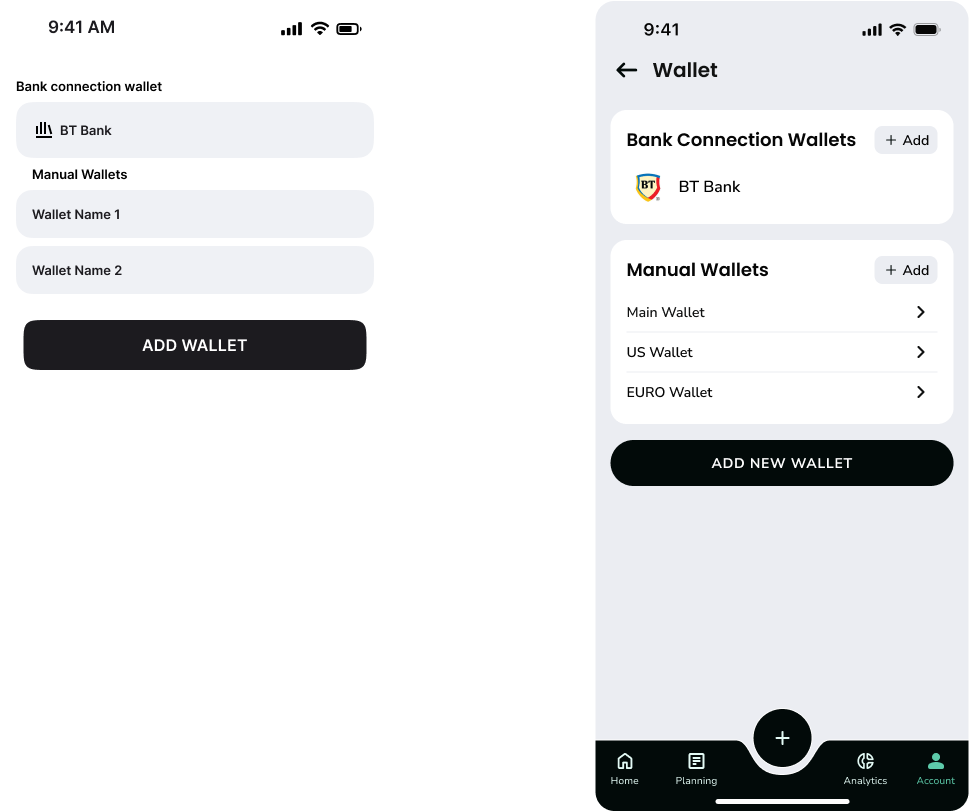 9:41 AM
Bank connection wallet
BT Bank
Manual Wallets
Wallet Name 1
Wallet Name 2
ADD WALLET
9:41
Wallet
Bank Connection Wallets
+ Add
BT
BT Bank
Manual Wallets
+ Add
Main Wallet
US Wallet
EURO Wallet
ADD NEW WALLET
+
Home
Planning
Analytics
Account